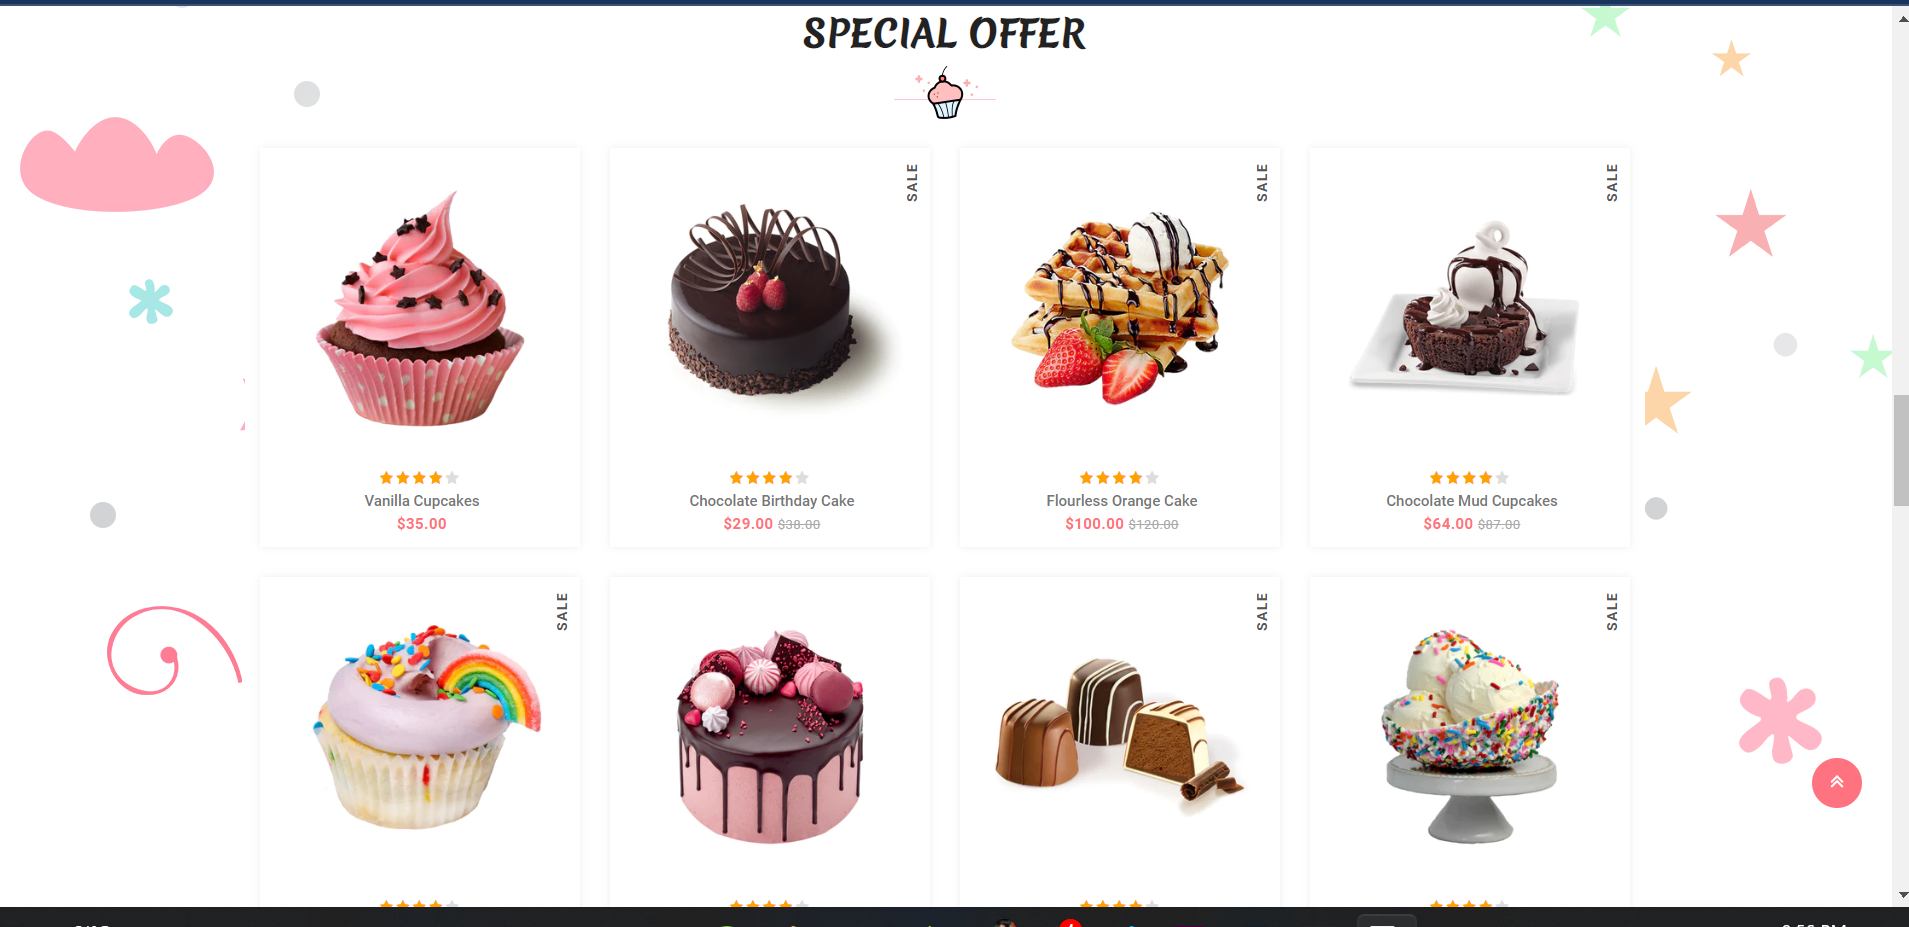 SPECIAL OFFER
SALE
SALE
SALE
Vanilla Cupcakes
$35.00
Chocolate Birthday Cake
$29.00 $38.00
Flourless Orange Cake
$100.00 $120.00
Chocolate Mud Cupcakes
$64.00 $87.00
SALE
SALE
SALE